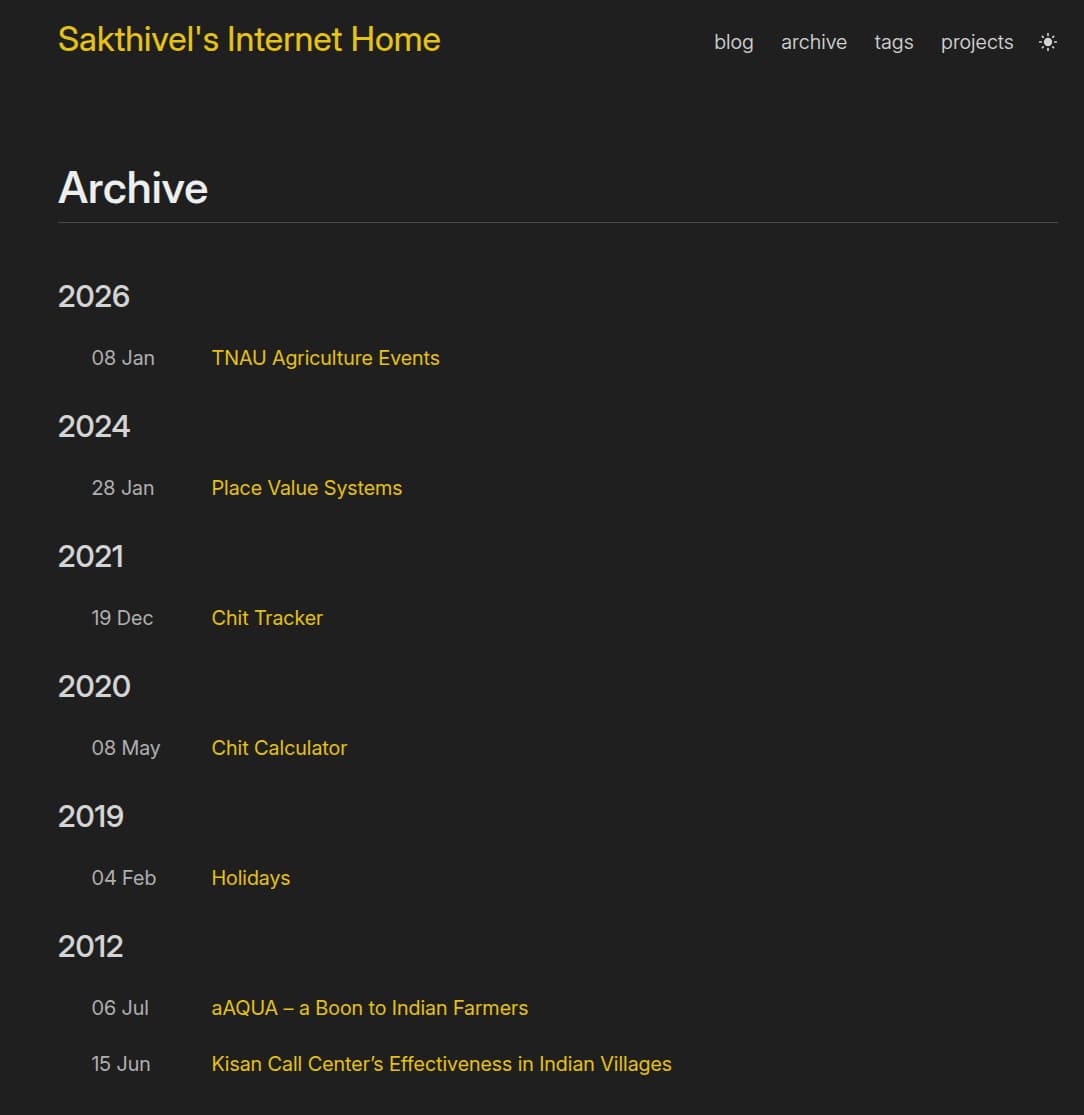 Sakthivel's Internet Home
blog archive tags projects
Archive
2026
08 Jan TNAU Agriculture Events
2024
28 Jan Place Value Systems
2021
19 Dec Chit Tracker
2020
08 May Chit Calculator
2019
04 Feb Holidays
2012
06 Jul aAQUA – a Boon to Indian Farmers
15 Jun Kisan Call Center’s Effectiveness in Indian Villages